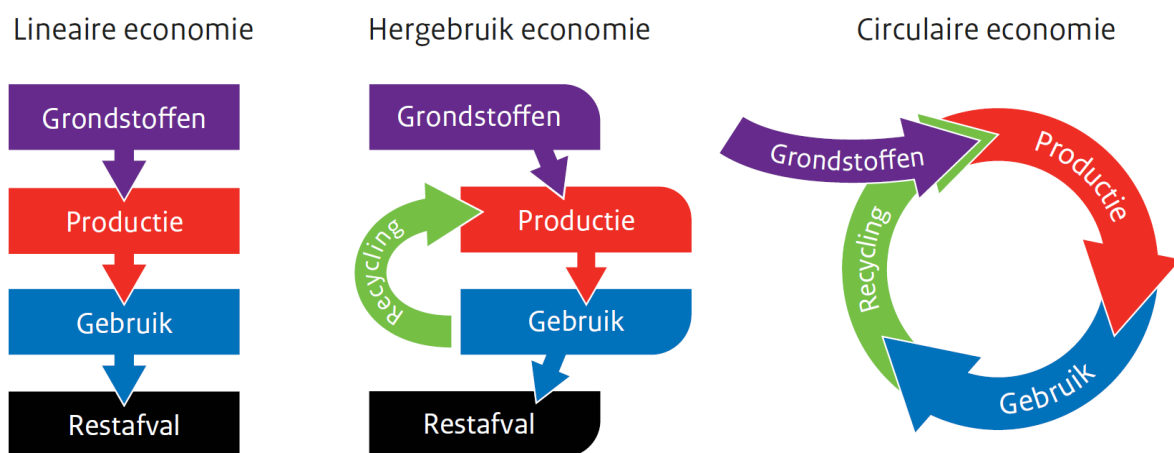 Lineaire economie
Grondstoffen
Productie
Gebruik
Restafval
Hergebruik economie
Grondstoffen
Productie
Recycling
Gebruik
Restafval
Circulaire economie
Grondstoffen
Productie
Gebruik
Recycling